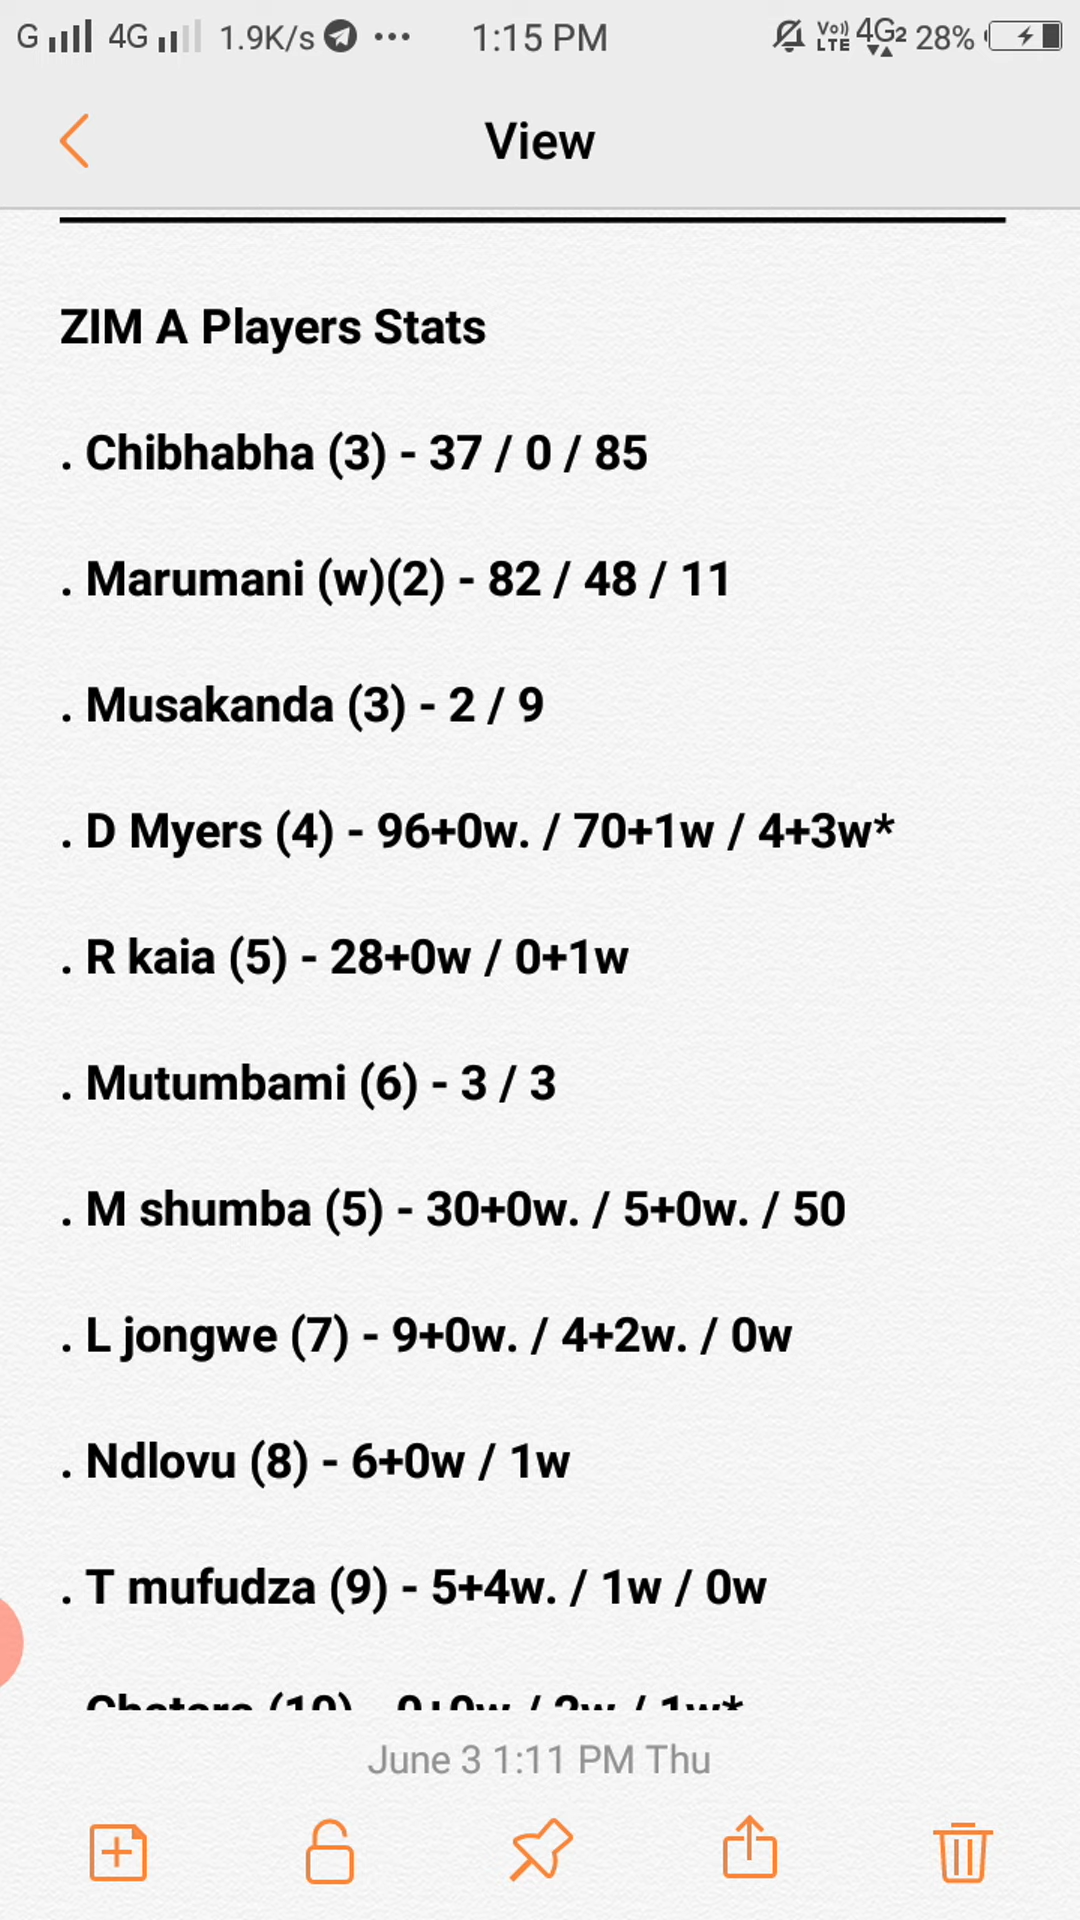 G 4G 1.9K/s ... 1:15 PM Vo)) LTE 4G2 28%
View
ZIM A Players Stats
. Chibhabha (3) - 37 / 0 / 85
. Marumani (w)(2) - 82 / 48 / 11
. Musakanda (3) - 2 / 9
. D Myers (4) - 96+0w. / 70+1w / 4+3w*
. R kaia (5) - 28+0w / 0+1w
. Mutumbami (6) - 3 / 3
. M shumba (5) - 30+0w. / 5+0w. / 50
. L jongwe (7) - 9+0w. / 4+2w. / 0w
. Ndlovu (8) - 6+0w / 1w
. T mufudza (9) - 5+4w. / 1w / 0w
June 3 1:11 PM Thu